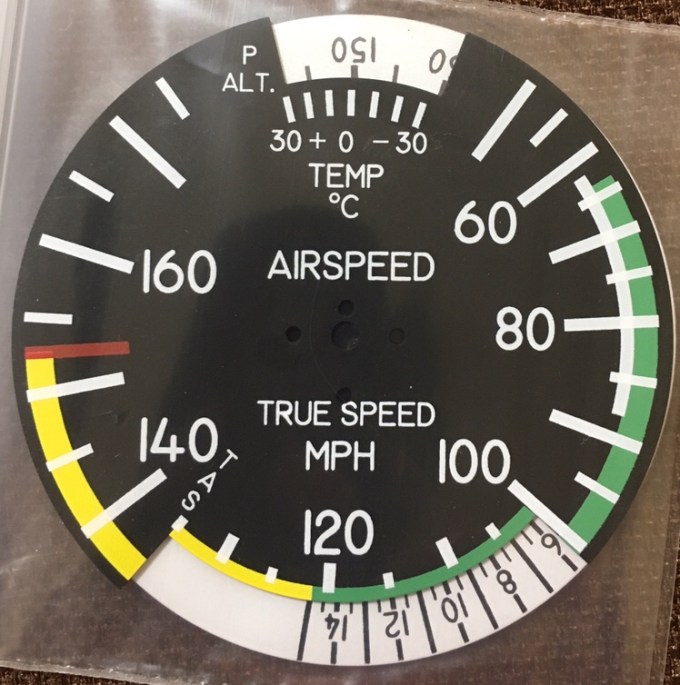 P
ALT.
150
30 + 0 - 30
TEMP
°C
60
160
AIRSPEED
80
TRUE SPEED
MPH
140
100
TAS
120
14
12
10
8
6